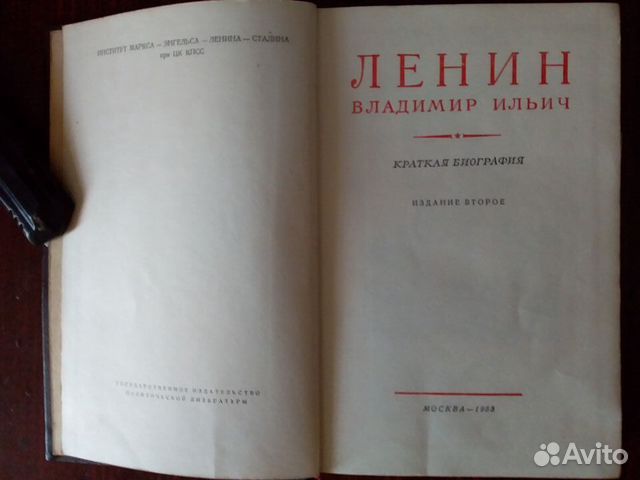 ИНСТИТУТ МАРКСА – ЭНГЕЛЬСА – ЛЕНИНА – СТАЛИНА
при ЦК КПСС
ГОСУДАРСТВЕННОЕ ИЗДАТЕЛЬСТВО
ПОЛИТИЧЕСКОЙ ЛИТЕРАТУРЫ
ЛЕНИН
ВЛАДИМИР ИЛЬИЧ
КРАТКАЯ БИОГРАФИЯ
ИЗДАНИЕ ВТОРОЕ
МОСКВА—1953
Avito